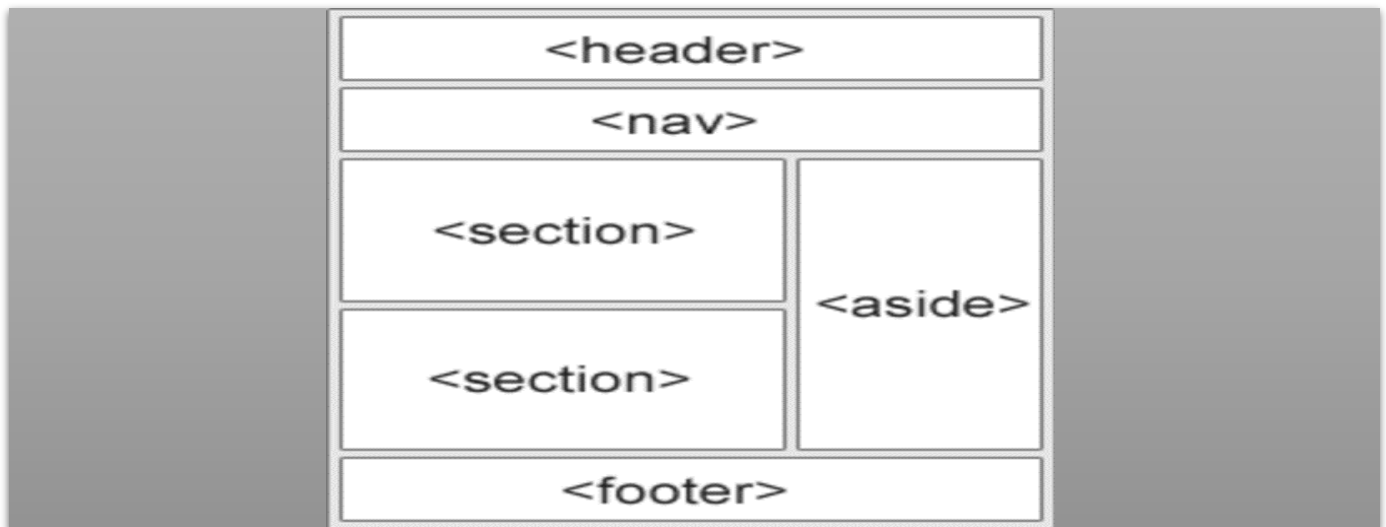 <header>
<nav>
<section>
<aside>
<section>
<footer>